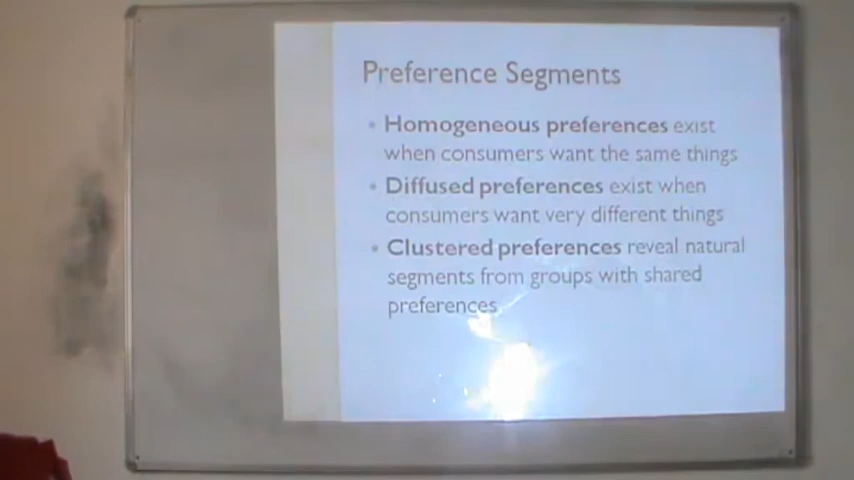 Preference Segments
• Homogeneous preferences exist
when consumers want the same things
• Diffused preferences exist when
consumers want very different things
• Clustered preferences reveal natural
segments from groups with shared
preferences